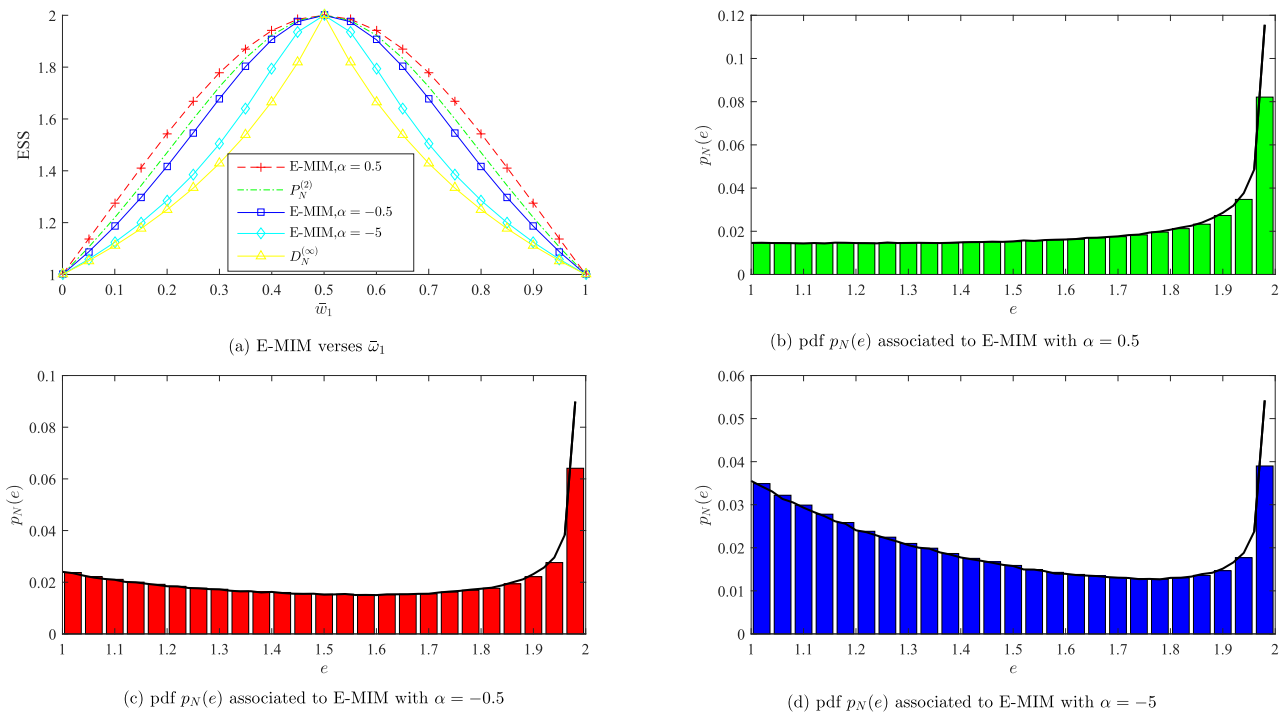 2
1.8
1.6
1.4
1.2
1
ESS
E-MIM,α = 0.5
P_N^(2)
E-MIM,α = −0.5
E-MIM,α = −5
D_N^(∞)
0 0.1 0.2 0.3 0.4 0.5 0.6 0.7 0.8 0.9 1
w̄₁
(a) E-MIM verses ω̄₁
0.12
0.1
0.08
0.06
0.04
0.02
0
p_N(e)
1 1.1 1.2 1.3 1.4 1.5 1.6 1.7 1.8 1.9 2
e
(b) pdf p_N(e) associated to E-MIM with α = 0.5
0.1
0.08
0.06
0.04
0.02
0
p_N(e)
1 1.1 1.2 1.3 1.4 1.5 1.6 1.7 1.8 1.9 2
e
(c) pdf p_N(e) associated to E-MIM with α = −0.5
0.06
0.05
0.04
0.03
0.02
0.01
0
p_N(e)
1 1.1 1.2 1.3 1.4 1.5 1.6 1.7 1.8 1.9 2
e
(d) pdf p_N(e) associated to E-MIM with α = −5